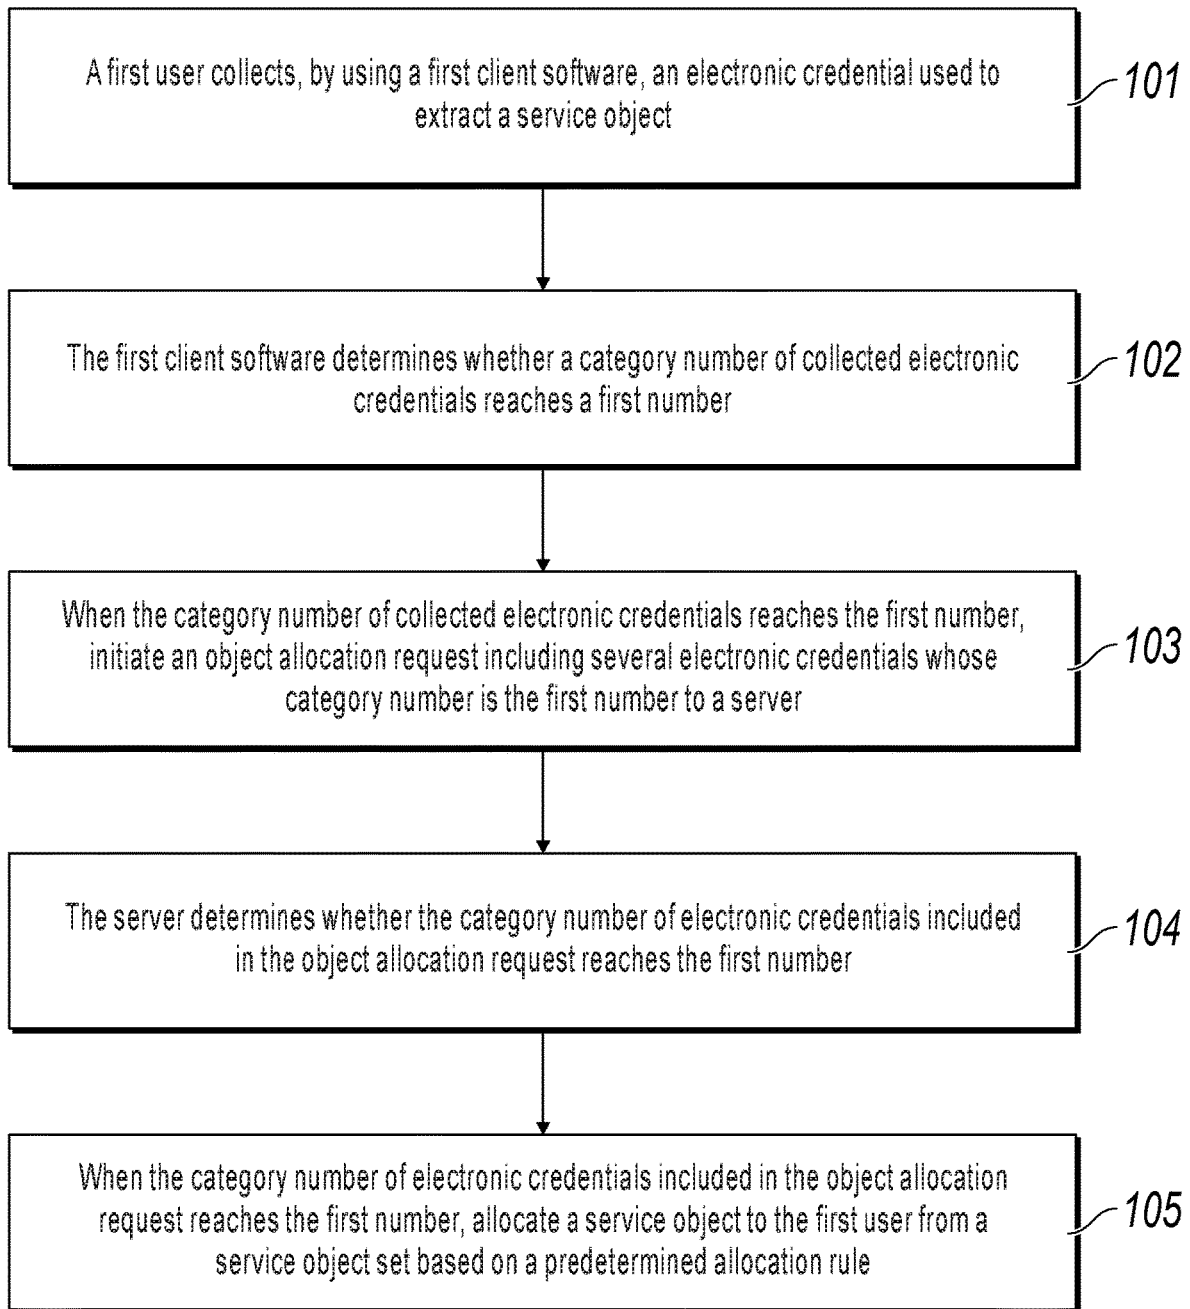 A first user collects, by using a first client software, an electronic credential used to
extract a service object
101
The first client software determines whether a category number of collected electronic
credentials reaches a first number
102
When the category number of collected electronic credentials reaches the first number,
initiate an object allocation request including several electronic credentials whose
category number is the first number to a server
103
The server determines whether the category number of electronic credentials included
in the object allocation request reaches the first number
104
When the category number of electronic credentials included in the object allocation
request reaches the first number, allocate a service object to the first user from a
service object set based on a predetermined allocation rule
105